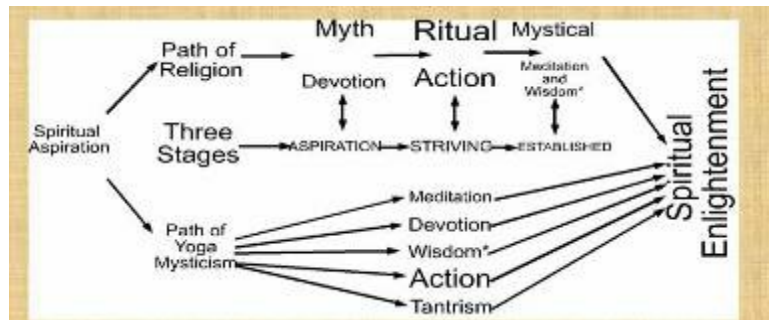 Path of
Religion
Myth
Ritual
Mystical
Devotion
Action
Meditation
and
Wisdom*
Spiritual
Aspiration
Three
Stages
ASPIRATION
STRIVING
ESTABLISHED
Path of
Yoga
Mysticism
Meditation
Devotion
Wisdom*
Action
Tantrism
Spiritual
Enlightenment